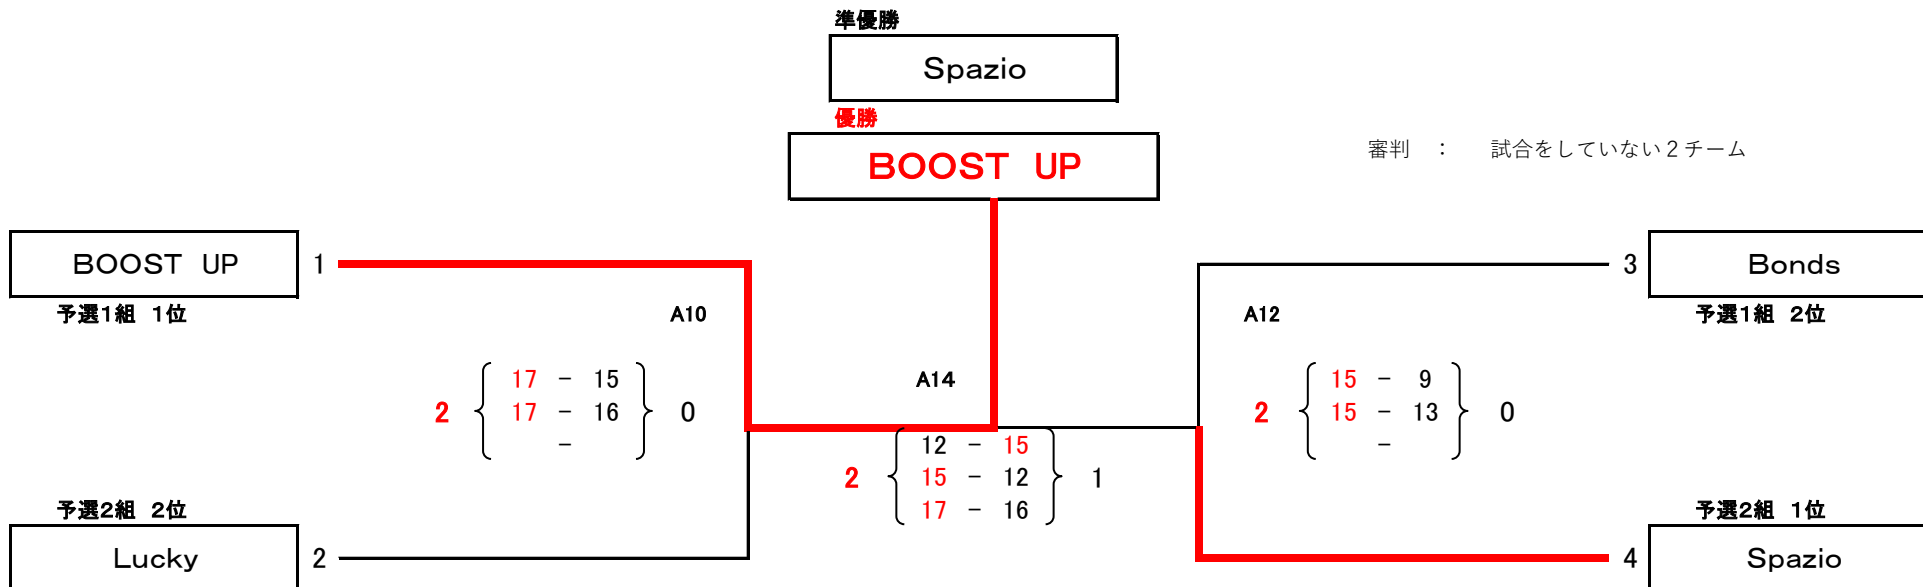 準優勝
Spazio
優勝
BOOST UP
審判 ： 試合をしていない２チーム
BOOST UP 1
3 Bonds
予選1組 1位
A10
A12
予選1組 2位
17 - 15
A14
15 - 9
2 17 - 16 0
2 15 - 13 0
-
-
12 - 15
2 15 - 12 1
17 - 16
予選2組 2位
予選2組 1位
Lucky 2
4 Spazio